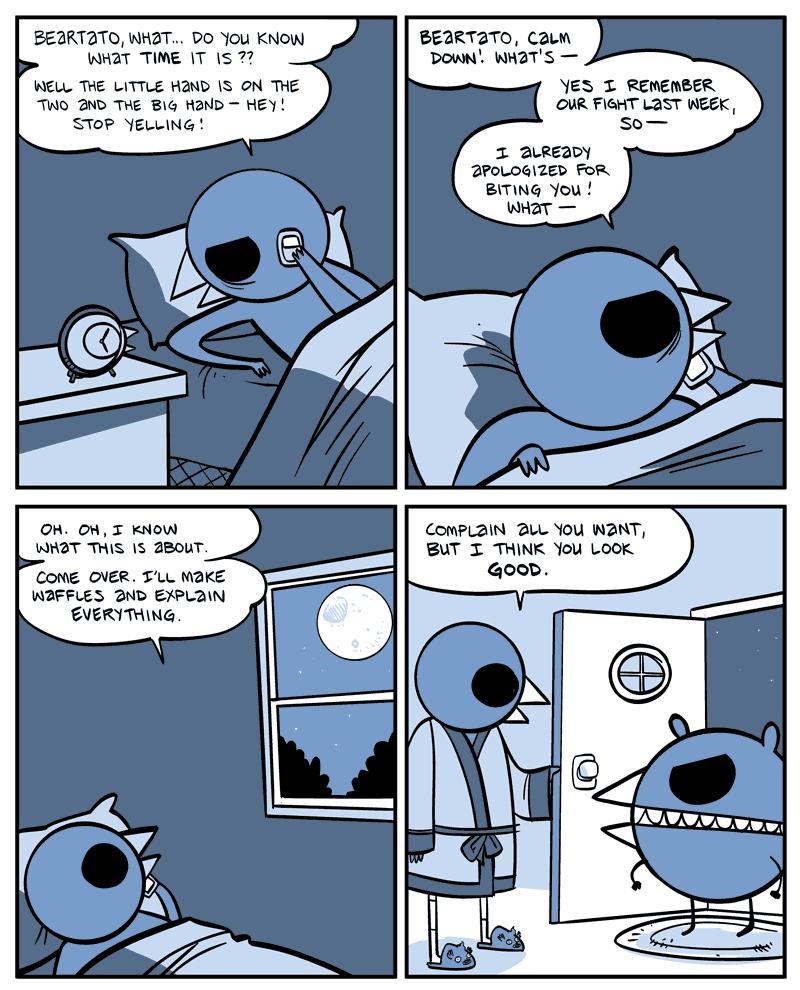 BEARTATO, WHAT... DO YOU KNOW
WHAT TIME IT IS ??
WELL THE LITTLE HAND IS ON THE
TWO AND THE BIG HAND — HEY!
STOP YELLING!
BEARTATO, CALM
DOWN! WHAT'S —
YES I REMEMBER
OUR FIGHT LAST WEEK,
SO —
I ALREADY
APOLOGIZED FOR
BITING YOU!
WHAT —
OH. OH, I KNOW
WHAT THIS IS ABOUT.
COME OVER. I'LL MAKE
WAFFLES AND EXPLAIN
EVERYTHING.
COMPLAIN ALL YOU WANT,
BUT I THINK YOU LOOK
GOOD.